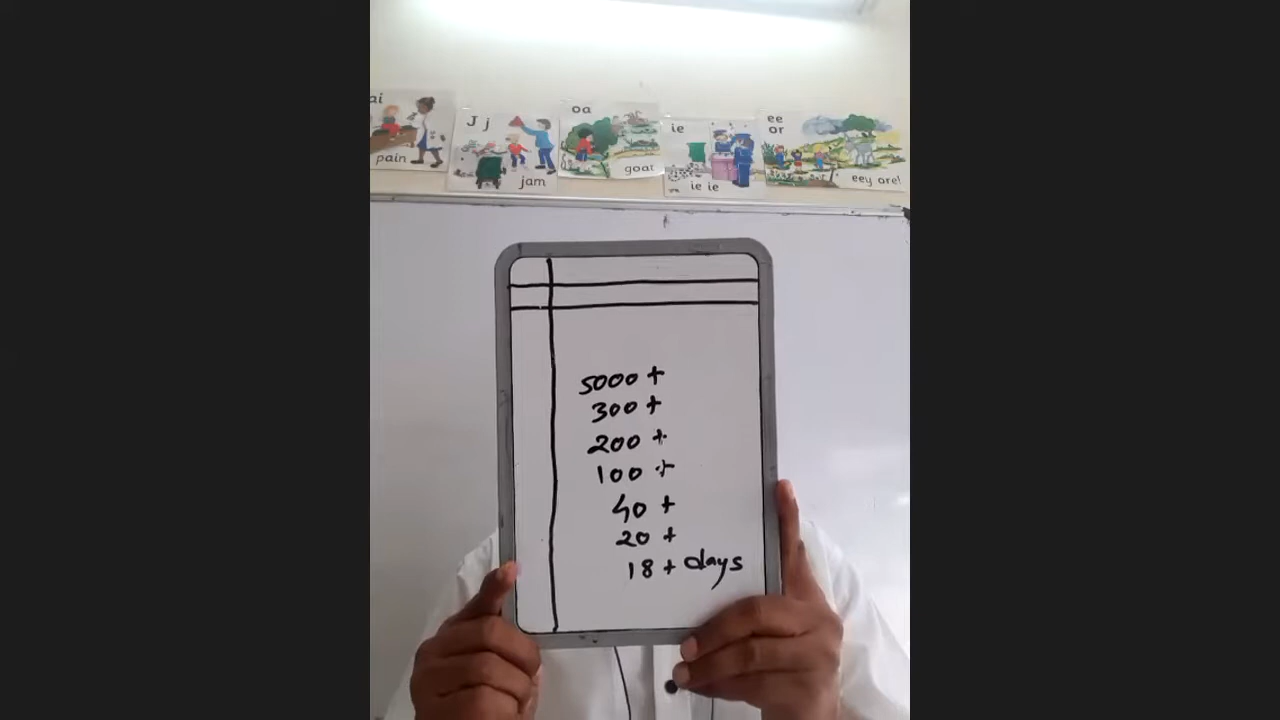 ai
pain
J j
jam
oa
goat
ie
ie ie
ee
or
eey ore!
5000 +
300 +
200 +
100 +
40 +
20 +
18 + days